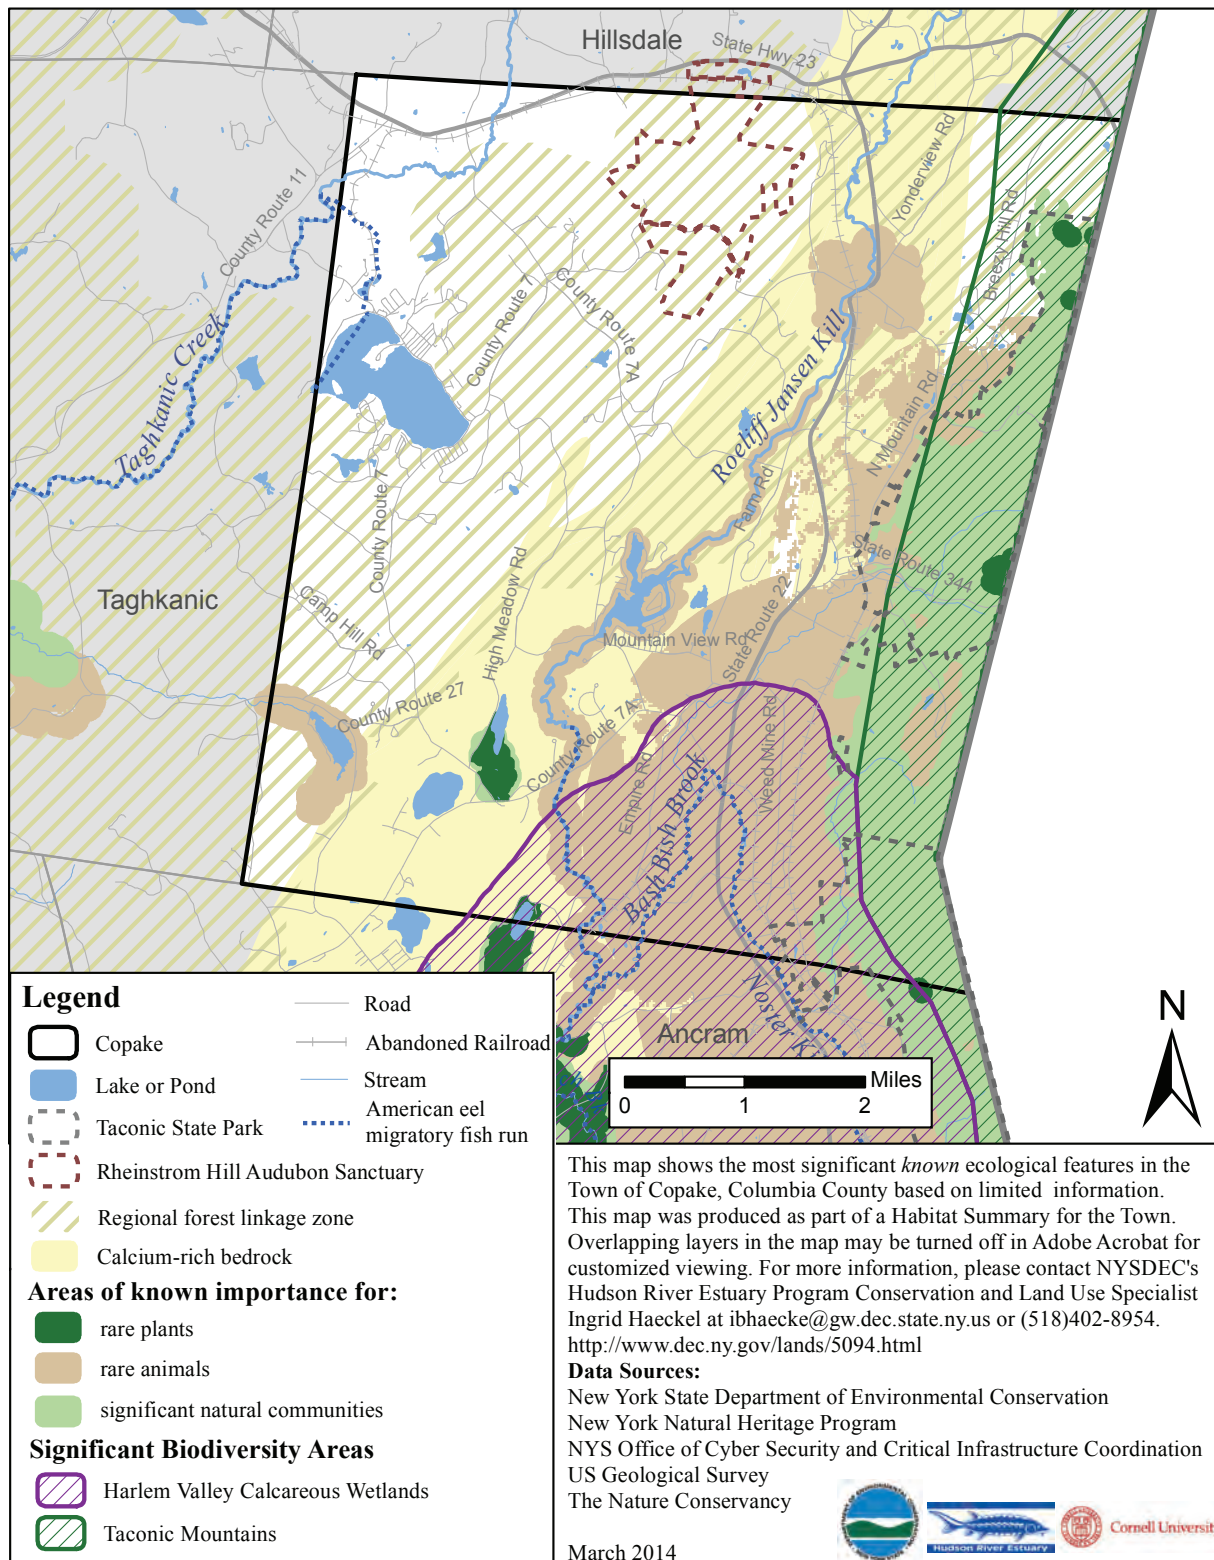 Hillsdale
State Hwy 23
County Route 11
Yonderview Rd
Breezy Hill Rd
County Route 7
County Route 7A
Taghkanic Creek
Roeliff Jansen Kill
N Mountain Rd
Farm Rd
County Route 7
State Route 344
High Meadow Rd
Taghkanic
Camp Hill Rd
Mountain View Rd
State Route 22
County Route 27
County Route 7A
Weed Mine Rd
Empire Rd
Bash Bish Brook
Noster K
Ancram
ch
N
Miles
0 1 2
Legend
Copake
Lake or Pond
Taconic State Park
Rheinstrom Hill Audubon Sanctuary
Regional forest linkage zone
Calcium-rich bedrock
Road
Abandoned Railroad
Stream
American eel
migratory fish run
Areas of known importance for:
rare plants
rare animals
significant natural communities
Significant Biodiversity Areas
Harlem Valley Calcareous Wetlands
Taconic Mountains
This map shows the most significant known ecological features in the
Town of Copake, Columbia County based on limited information.
This map was produced as part of a Habitat Summary for the Town.
Overlapping layers in the map may be turned off in Adobe Acrobat for
customized viewing. For more information, please contact NYSDEC's
Hudson River Estuary Program Conservation and Land Use Specialist
Ingrid Haeckel at ibhaecke@gw.dec.state.ny.us or (518)402-8954.
http://www.dec.ny.gov/lands/5094.html
Data Sources:
New York State Department of Environmental Conservation
New York Natural Heritage Program
NYS Office of Cyber Security and Critical Infrastructure Coordination
US Geological Survey
The Nature Conservancy
March 2014
Hudson River Estuary
Cornell Universit